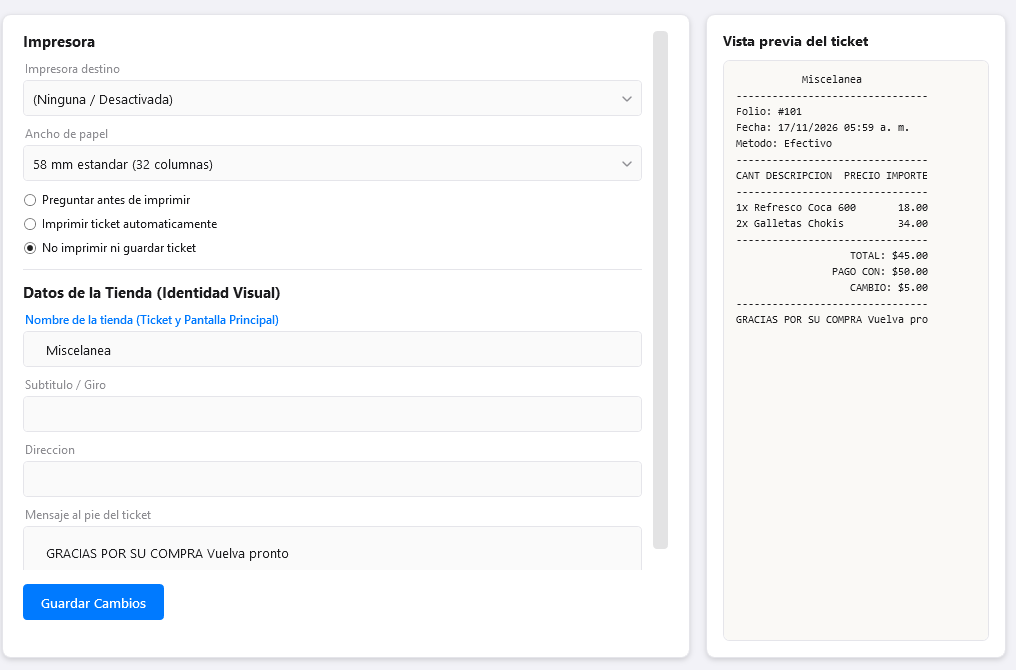 Impresora
Impresora destino
(Ninguna / Desactivada)
Ancho de papel
58 mm estandar (32 columnas)
Preguntar antes de imprimir
Imprimir ticket automaticamente
No imprimir ni guardar ticket
Datos de la Tienda (Identidad Visual)
Nombre de la tienda (Ticket y Pantalla Principal)
Miscelanea
Subtitulo / Giro
Direccion
Mensaje al pie del ticket
GRACIAS POR SU COMPRA Vuelva pronto
Guardar Cambios
Vista previa del ticket
Miscelanea
--------------------------------
Folio: #101
Fecha: 17/11/2026 05:59 a. m.
Metodo: Efectivo
--------------------------------
CANT DESCRIPCION  PRECIO IMPORTE
--------------------------------
1x Refresco Coca 600       18.00
2x Galletas Chokis         34.00
--------------------------------
TOTAL: $45.00
PAGO CON: $50.00
CAMBIO: $5.00
--------------------------------
GRACIAS POR SU COMPRA Vuelva pro